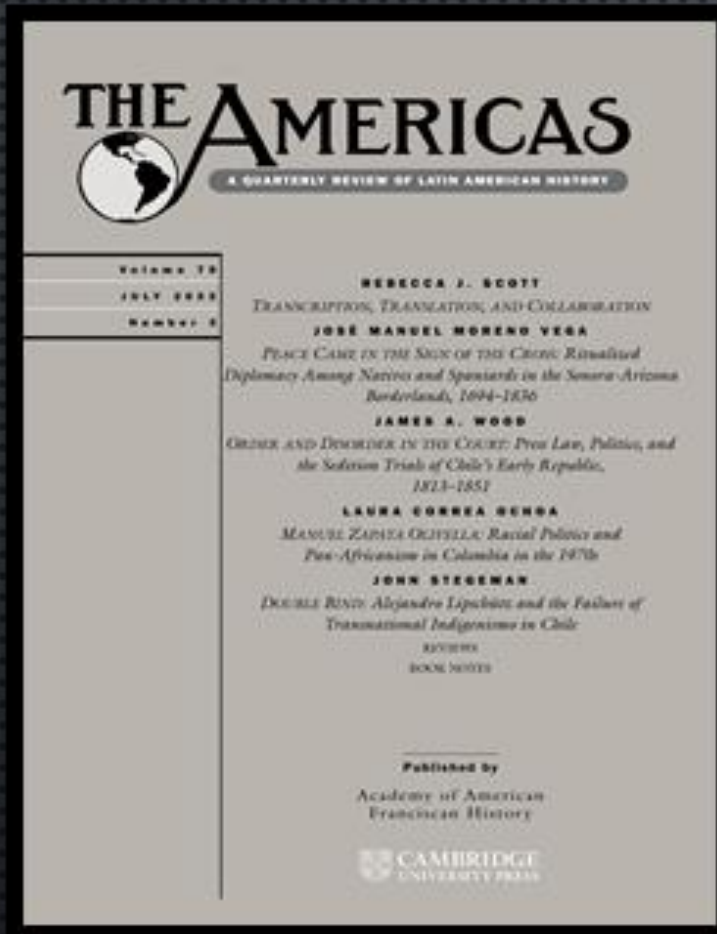 THE AMERICAS
A QUARTERLY REVIEW OF LATIN AMERICAN HISTORY
Volume 79
JULY
Number
REBECCA J. SCOTT
TRANSCRIPTION, TRANSLATION, AND COLLABORATION
JOSÉ MANUEL MORENO VEGA
PEACE CAME IN THE SIGN OF THE CROSS: Ritualized
Diplomacy Among Natives and Spaniards in the Sonora-Arizona
Borderlands, 1694–1836
JAMES A. WOOD
ORDER AND DISORDER IN THE COURT: Press Law, Politics, and
the Sedition Trials of Chile's Early Republic,
1813–1851
LAURA CORREA OCHOA
MANUEL ZAPATA OLIVELLA: Racial Politics and
Pan-Africanism in Colombia in the 1970s
JOHN STEGEMAN
DOUBLE BIND: Alejandro Lipschutz and the Failure of
Transnational Indigenismo in Chile
REVIEWS
BOOK NOTES
Published by
Academy of American
Franciscan History
CAMBRIDGE
UNIVERSITY PRESS